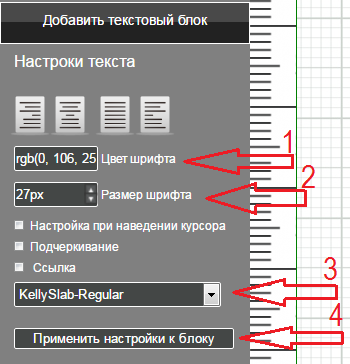 Добавить текстовый блок
Настроки текста
rgb(0, 106, 25 Цвет шрифта 1
27px Размер шрифта 2
Настройка при наведении курсора
Подчеркивание
Ссылка
KellySlab-Regular 3
Применить настройки к блоку 4